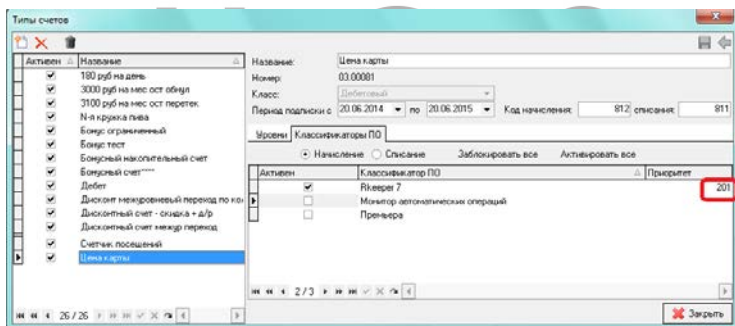 Типы счетов
Активен Название
180 руб на день
3000 руб на мес ост обнул
3100 руб на мес ост перетек
N-я кружка пива
Бонус ограниченный
Бонус тест
Бонусный накопительный счет
Бонусный счет****
Дебет
Дисконт межуровневый переход по ко
Дисконтный счет - скидка + д/р
Дисконтный счет межур переход
Счетчик посещений
Цена карты
26 / 26
Название: Цена карты
Номер: 03.00081
Класс: Дебетовый
Период подписки с 20.06.2014 по 20.06.2015 Код начисления: 812 списания: 811
Уровни Классификаторы ПО
Начисление Списание Заблокировать все Активировать все
Активен Классификатор ПО Приоритет
Rkeeper 7 201
Монитор автоматических операций
Премьера
2 / 3
Закрыть